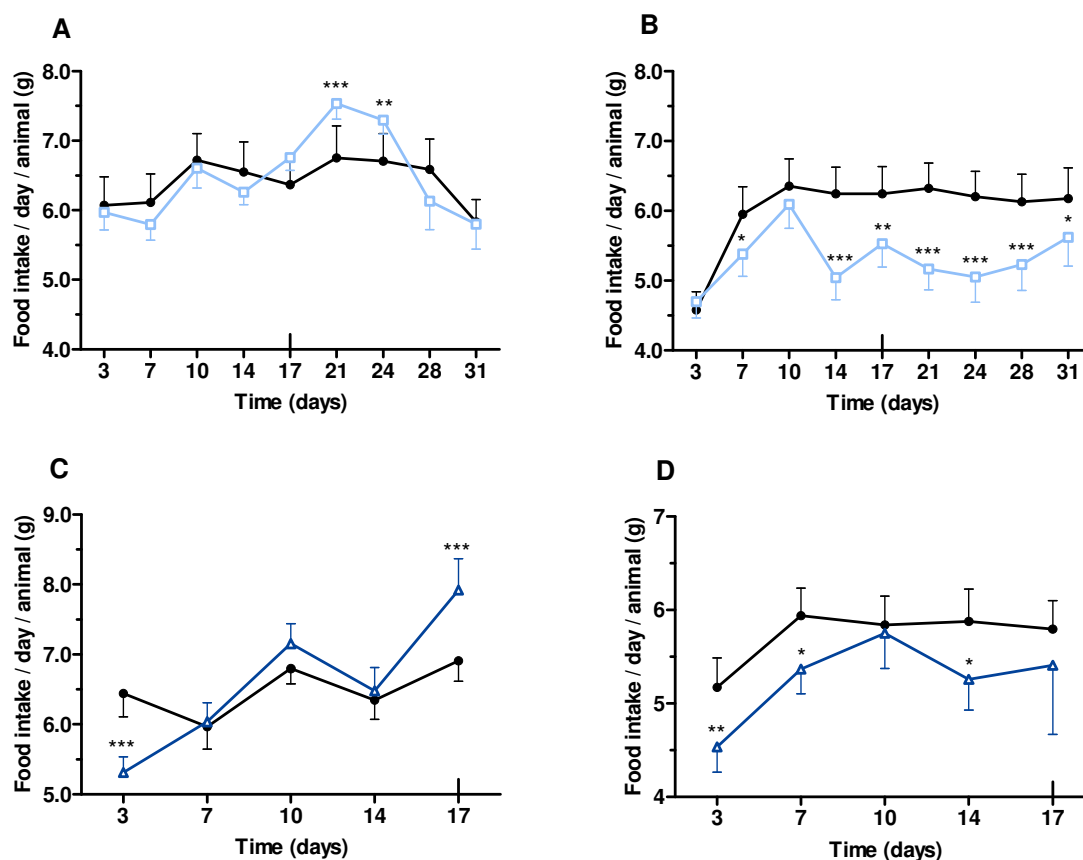 A
Food intake / day / animal (g)
8.0
7.0
6.0
5.0
4.0
***
**
3 7 10 14 17 21 24 28 31
Time (days)
B
Food intake / day / animal (g)
8.0
7.0
6.0
5.0
4.0
*
***
**
***
***
***
*
3 7 10 14 17 21 24 28 31
Time (days)
C
Food intake / day / animal (g)
9.0
8.0
7.0
6.0
5.0
***
***
3 7 10 14 17
Time (days)
D
Food intake / day / animal (g)
7
6
5
4
**
*
*
3 7 10 14 17
Time (days)